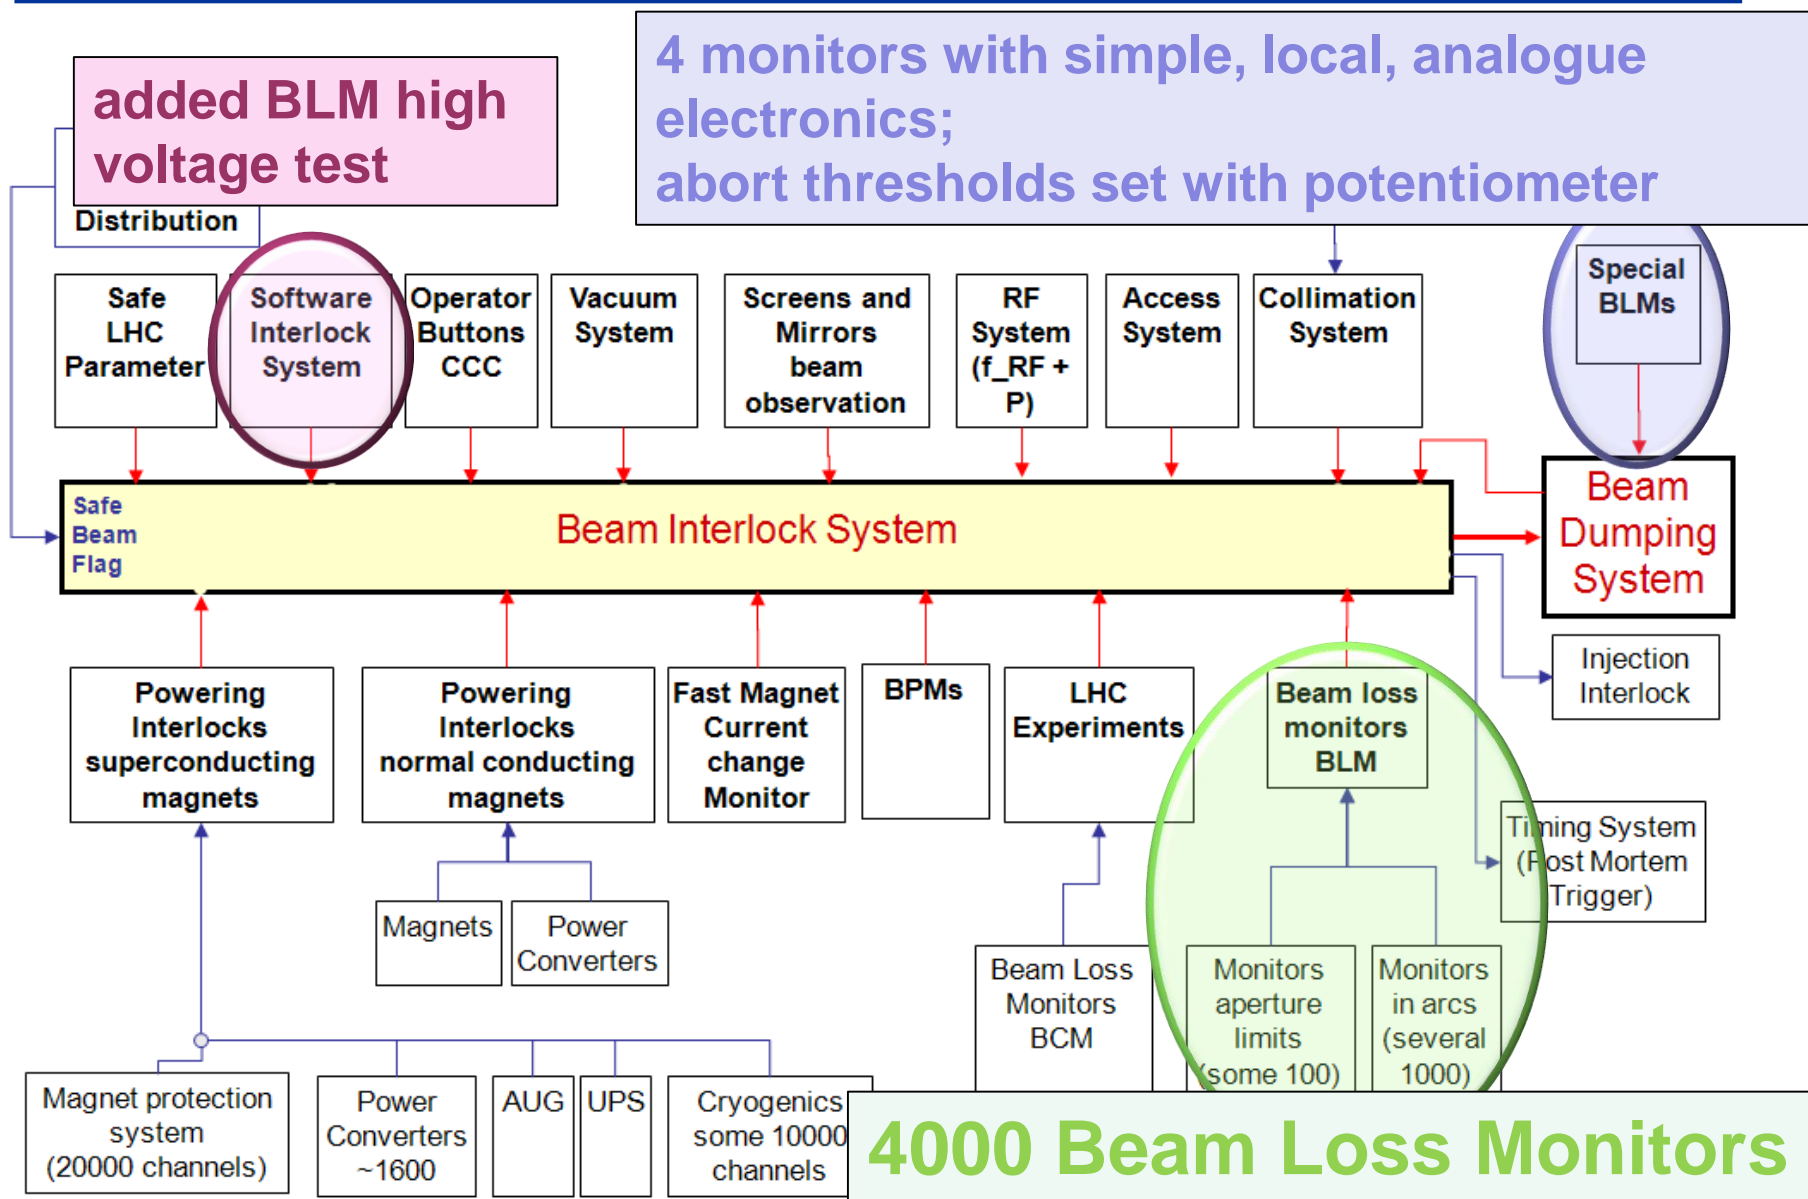 added BLM high
voltage test
4 monitors with simple, local, analogue
electronics;
abort thresholds set with potentiometer
Distribution
Safe
LHC
Parameter
Software
Interlock
System
Operator
Buttons
CCC
Vacuum
System
Screens and
Mirrors
beam
observation
RF
System
(f_RF +
P)
Access
System
Collimation
System
Special
BLMs
Safe
Beam
Flag
Beam Interlock System
Beam
Dumping
System
Injection
Interlock
Powering
Interlocks
superconducting
magnets
Powering
Interlocks
normal conducting
magnets
Fast Magnet
Current
change
Monitor
BPMs
LHC
Experiments
Beam loss
monitors
BLM
Timing System
(Post Mortem
Trigger)
Magnets
Power
Converters
Beam Loss
Monitors
BCM
Monitors
aperture
limits
(some 100)
Monitors
in arcs
(several
1000)
Magnet protection
system
(20000 channels)
Power
Converters
~1600
AUG
UPS
Cryogenics
some 10000
channels
4000 Beam Loss Monitors